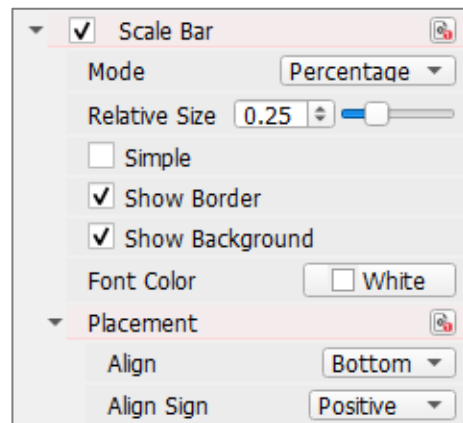 Scale Bar
Mode Percentage
Relative Size 0.25
Simple
Show Border
Show Background
Font Color White
Placement
Align Bottom
Align Sign Positive